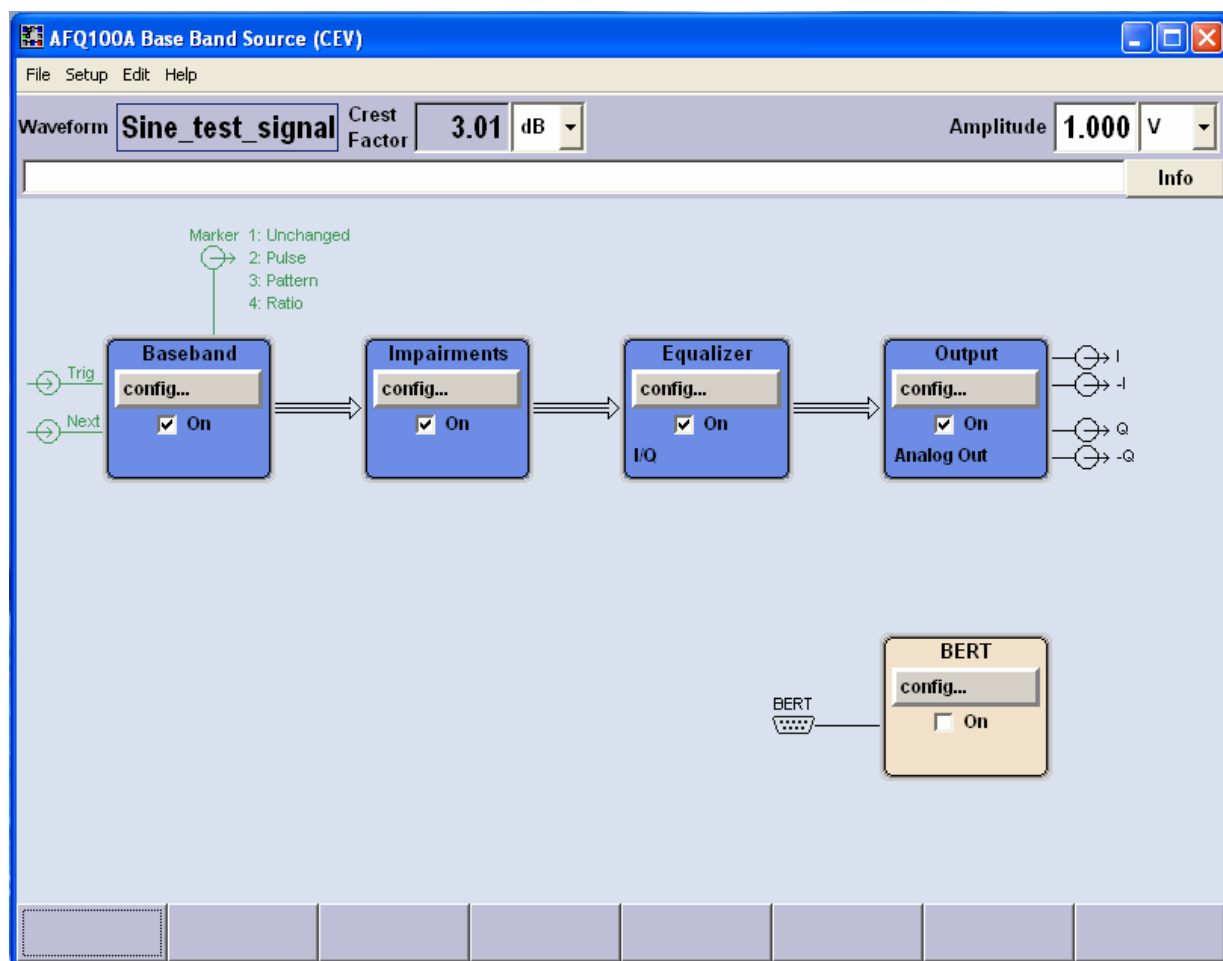 AFQ100A Base Band Source (CEV)
File Setup Edit Help
Waveform Sine_test_signal Crest Factor 3.01 dB Amplitude 1.000 V
Info
Marker 1: Unchanged
2: Pulse
3: Pattern
4: Ratio
Baseband Impairments Equalizer Output
Trig config... config... config... config... I
-I
Next On On On On Q
I/Q Analog Out -Q
BERT
config...
BERT
On